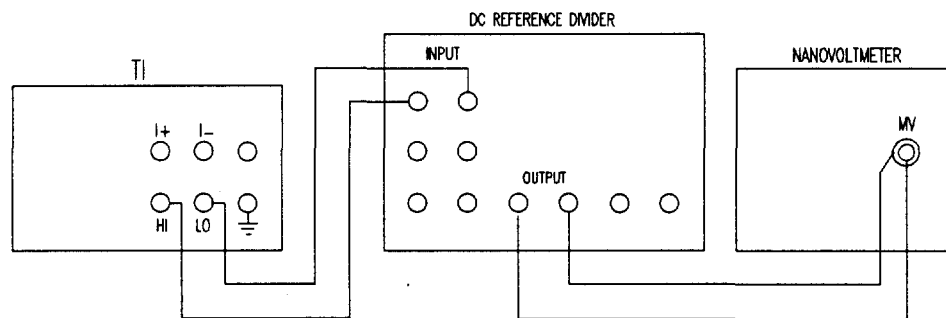 DC REFERENCE DIVIDER
INPUT
NANOVOLTMETER
TI
I+ I-
MV
OUTPUT
HI LO